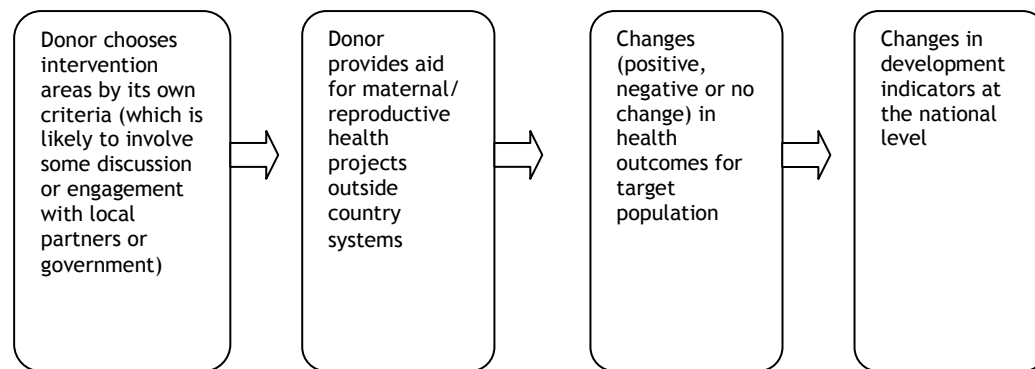 Donor chooses
intervention
areas by its own
criteria (which is
likely to involve
some discussion
or engagement
with local
partners or
government)
Donor
provides aid
for maternal/
reproductive
health
projects
outside
country
systems
Changes
(positive,
negative or no
change) in
health
outcomes for
target
population
Changes in
development
indicators at
the national
level